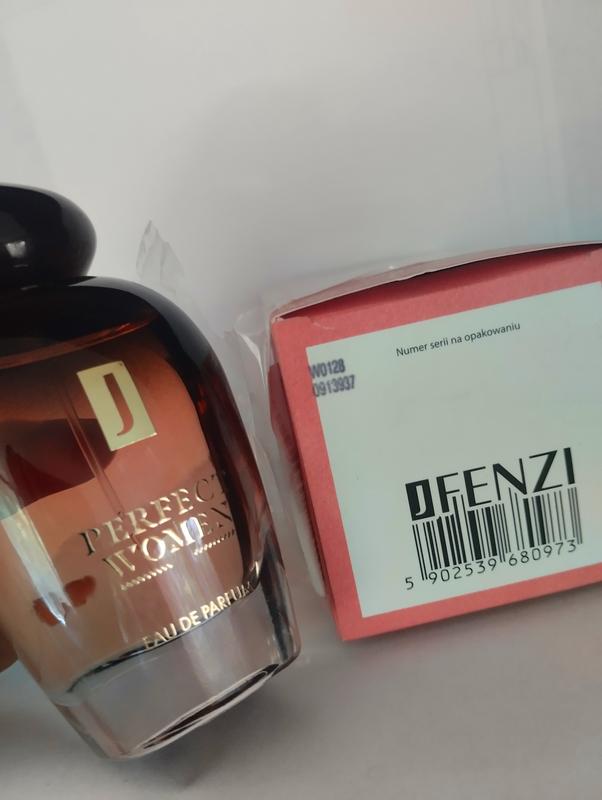 J
PERFECT
WOMEN
EAU DE PARFUM
Numer serii na opakowaniu
W0128
0913937
JFENZI
5 902539 680973